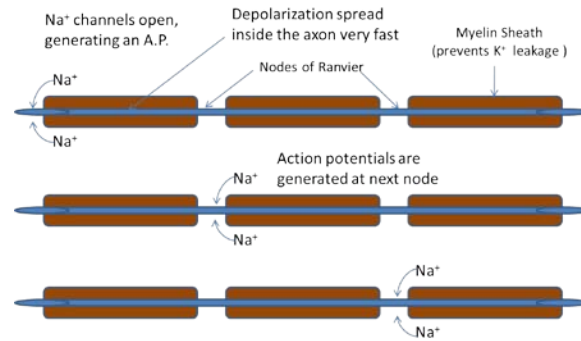 Na⁺ channels open,
generating an A.P.
Depolarization spread
inside the axon very fast
Myelin Sheath
(prevents K⁺ leakage )
Nodes of Ranvier
Na⁺
Na⁺
Action potentials are
generated at next node
Na⁺
Na⁺
Na⁺
Na⁺